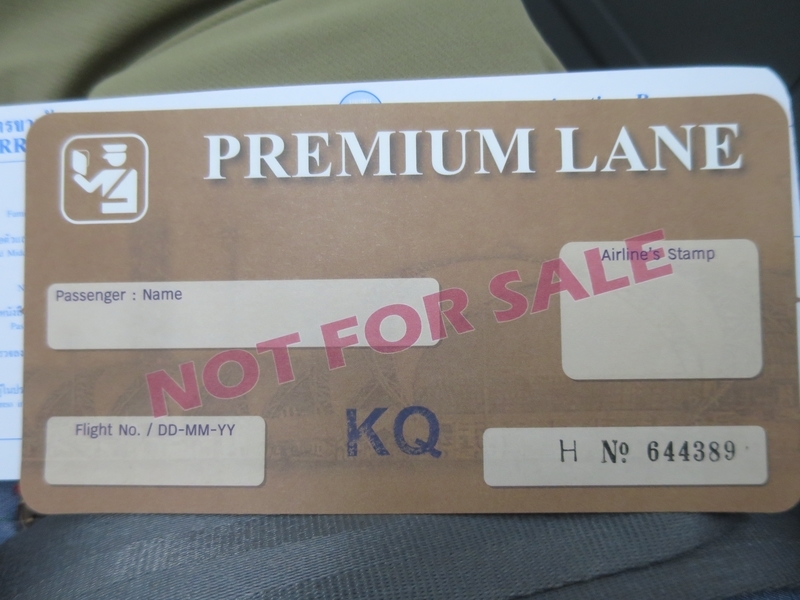 PREMIUM LANE
Airline's Stamp
Passenger : Name
NOT FOR SALE
Flight No. / DD-MM-YY
KQ
H Nº 644389